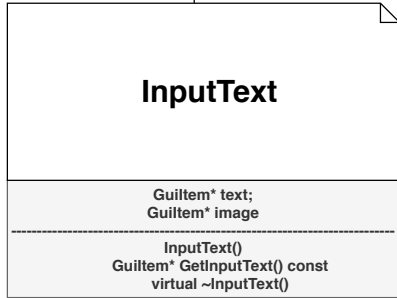 InputText
GuiItem* text;
GuiItem* image
InputText()
GuiItem* GetInputText() const
virtual ~InputText()